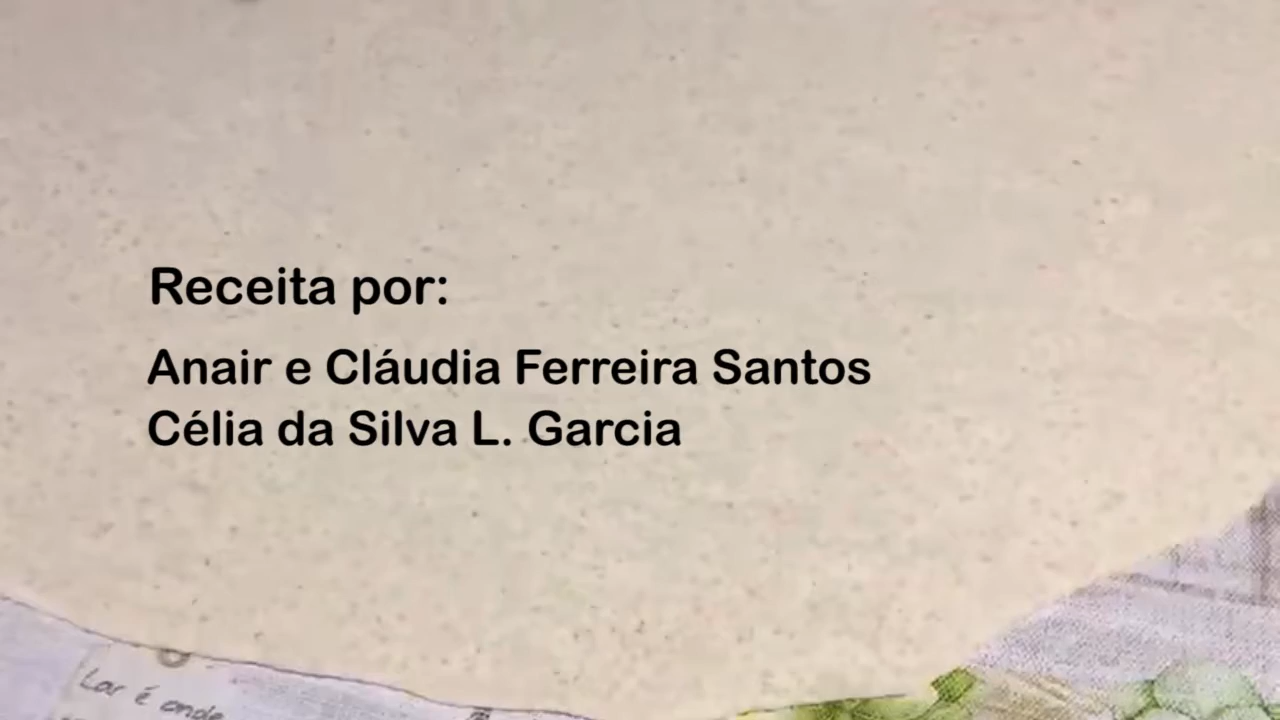 Receita por:
Anair e Cláudia Ferreira Santos
Célia da Silva L. Garcia
Lar é onde